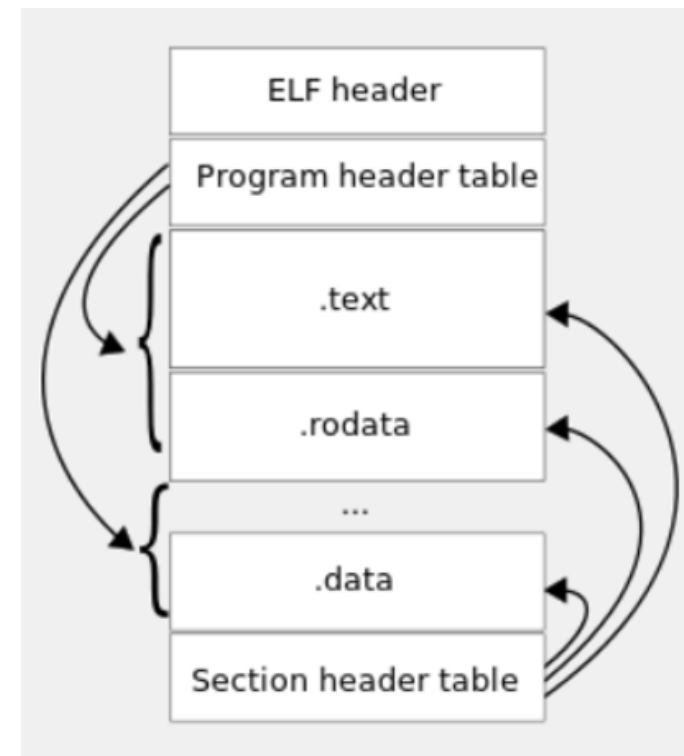 ELF header
Program header table
.text
.rodata
...
.data
Section header table